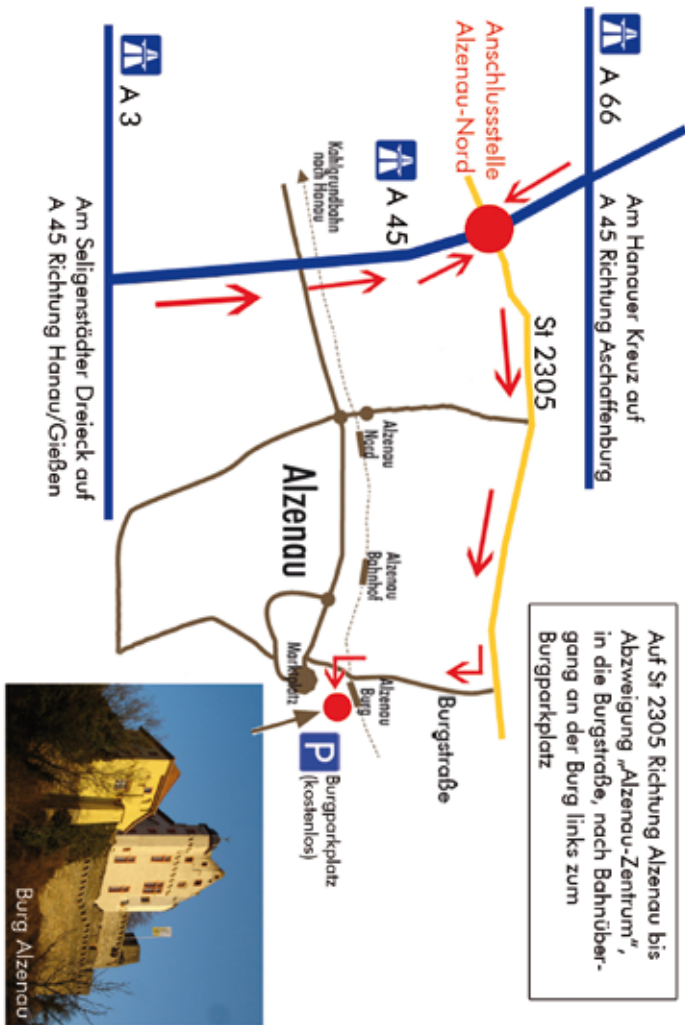 A 66
Am Hanauer Kreuz auf
A 45 Richtung Aschaffenburg
Anschlussstelle
Alzenau-Nord
St 2305
Auf St 2305 Richtung Alzenau bis
Abzweigung „Alzenau-Zentrum“,
in die Burgstraße, nach Bahnüber-
gang an der Burg links zum
Burgparkplatz
A 45
Kahlgrundbahn
nach Hanau
Alzenau
Nord
Alzenau
Bahnhof
Alzenau
Burg
Burgstraße
Alzenau
Marktplatz
P
Burgparkplatz
(kostenlos)
A 3
Am Seligenstädter Dreieck auf
A 45 Richtung Hanau/Gießen
Burg Alzenau